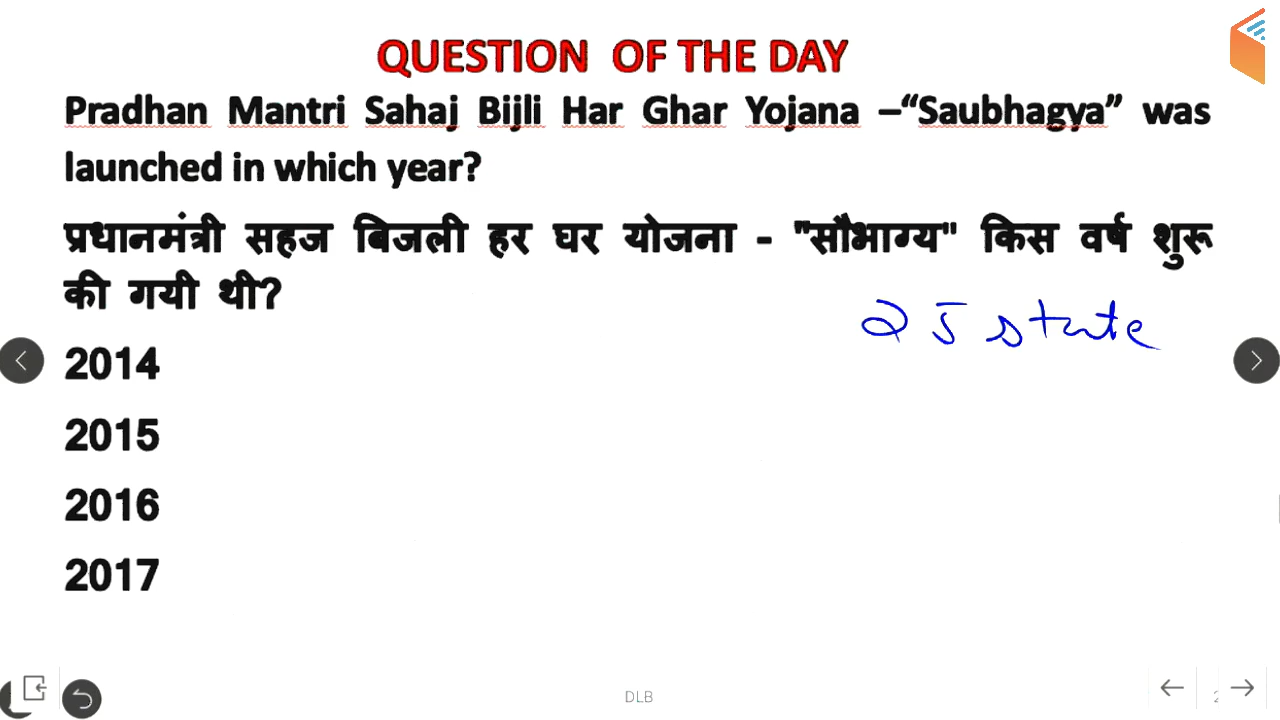 QUESTION OF THE DAY
Pradhan Mantri Sahaj Bijli Har Ghar Yojana –“Saubhagya” was
launched in which year?
प्रधानमंत्री सहज बिजली हर घर योजना - "सौभाग्य" किस वर्ष शुरू
की गयी थी?
25 state
2014
2015
2016
2017
DLB